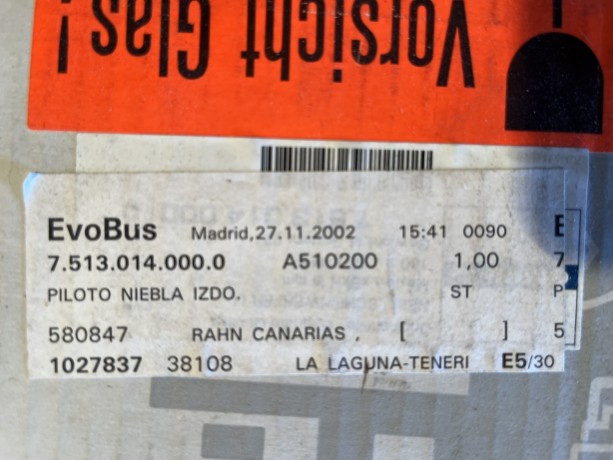 Vorsicht Glas!
EvoBus Madrid,27.11.2002 15:41 0090 E
7.513.014.000.0 A510200 1,00 7
PILOTO NIEBLA IZDO. ST P
580847 RAHN CANARIAS , [ ] 5
1027837 38108 LA LAGUNA-TENERI E5/30